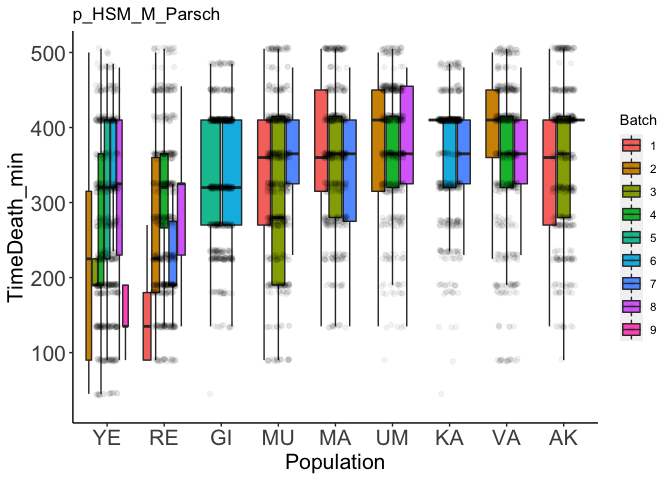 p_HSM_M_Parsch
500
400
300
200
100
TimeDeath_min
YE RE GI MU MA UM KA VA AK
Population
Batch
1
2
3
4
5
6
7
8
9